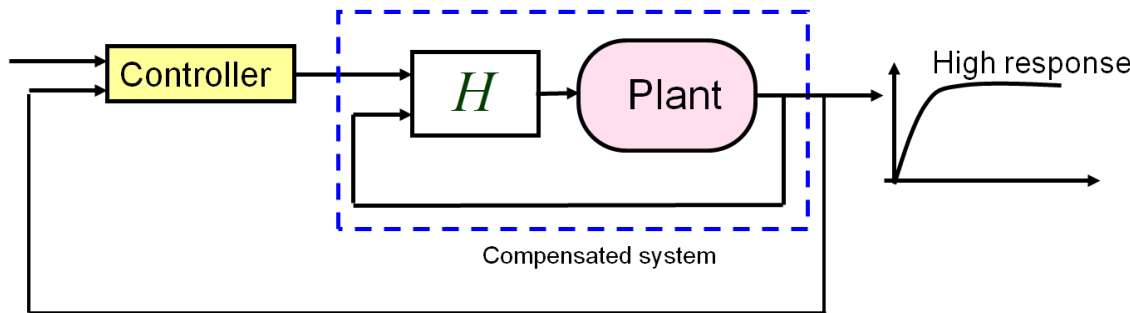 Controller
H
Plant
High response
Compensated system